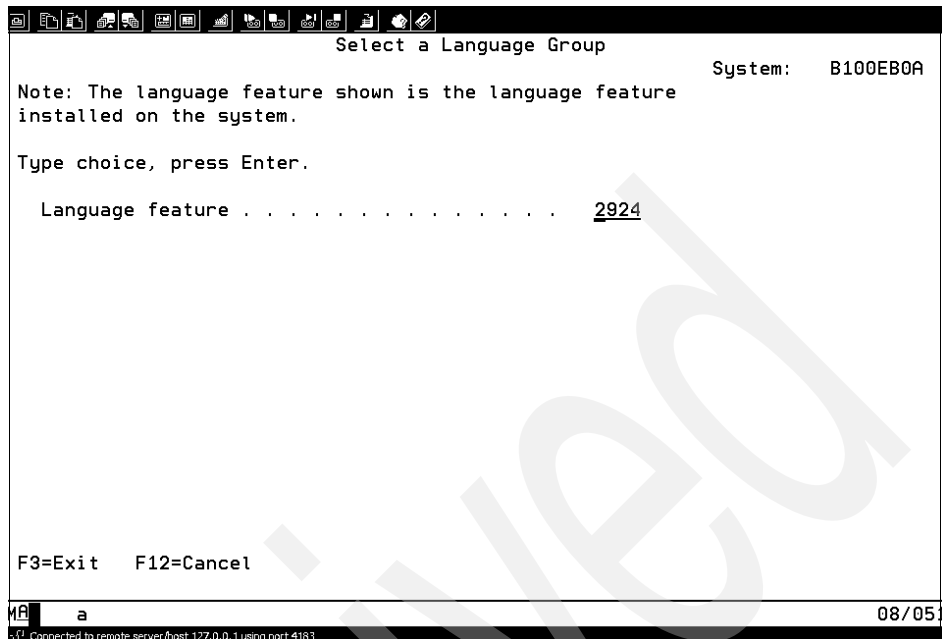 Select a Language Group
System: B100EB0A
Note: The language feature shown is the language feature
installed on the system.
Type choice, press Enter.
Language feature . . . . . . . . . . . . . . 2924
F3=Exit F12=Cancel
MA a 08/051
Connected to remote server/host 127.0.0.1 using port 4183
ived